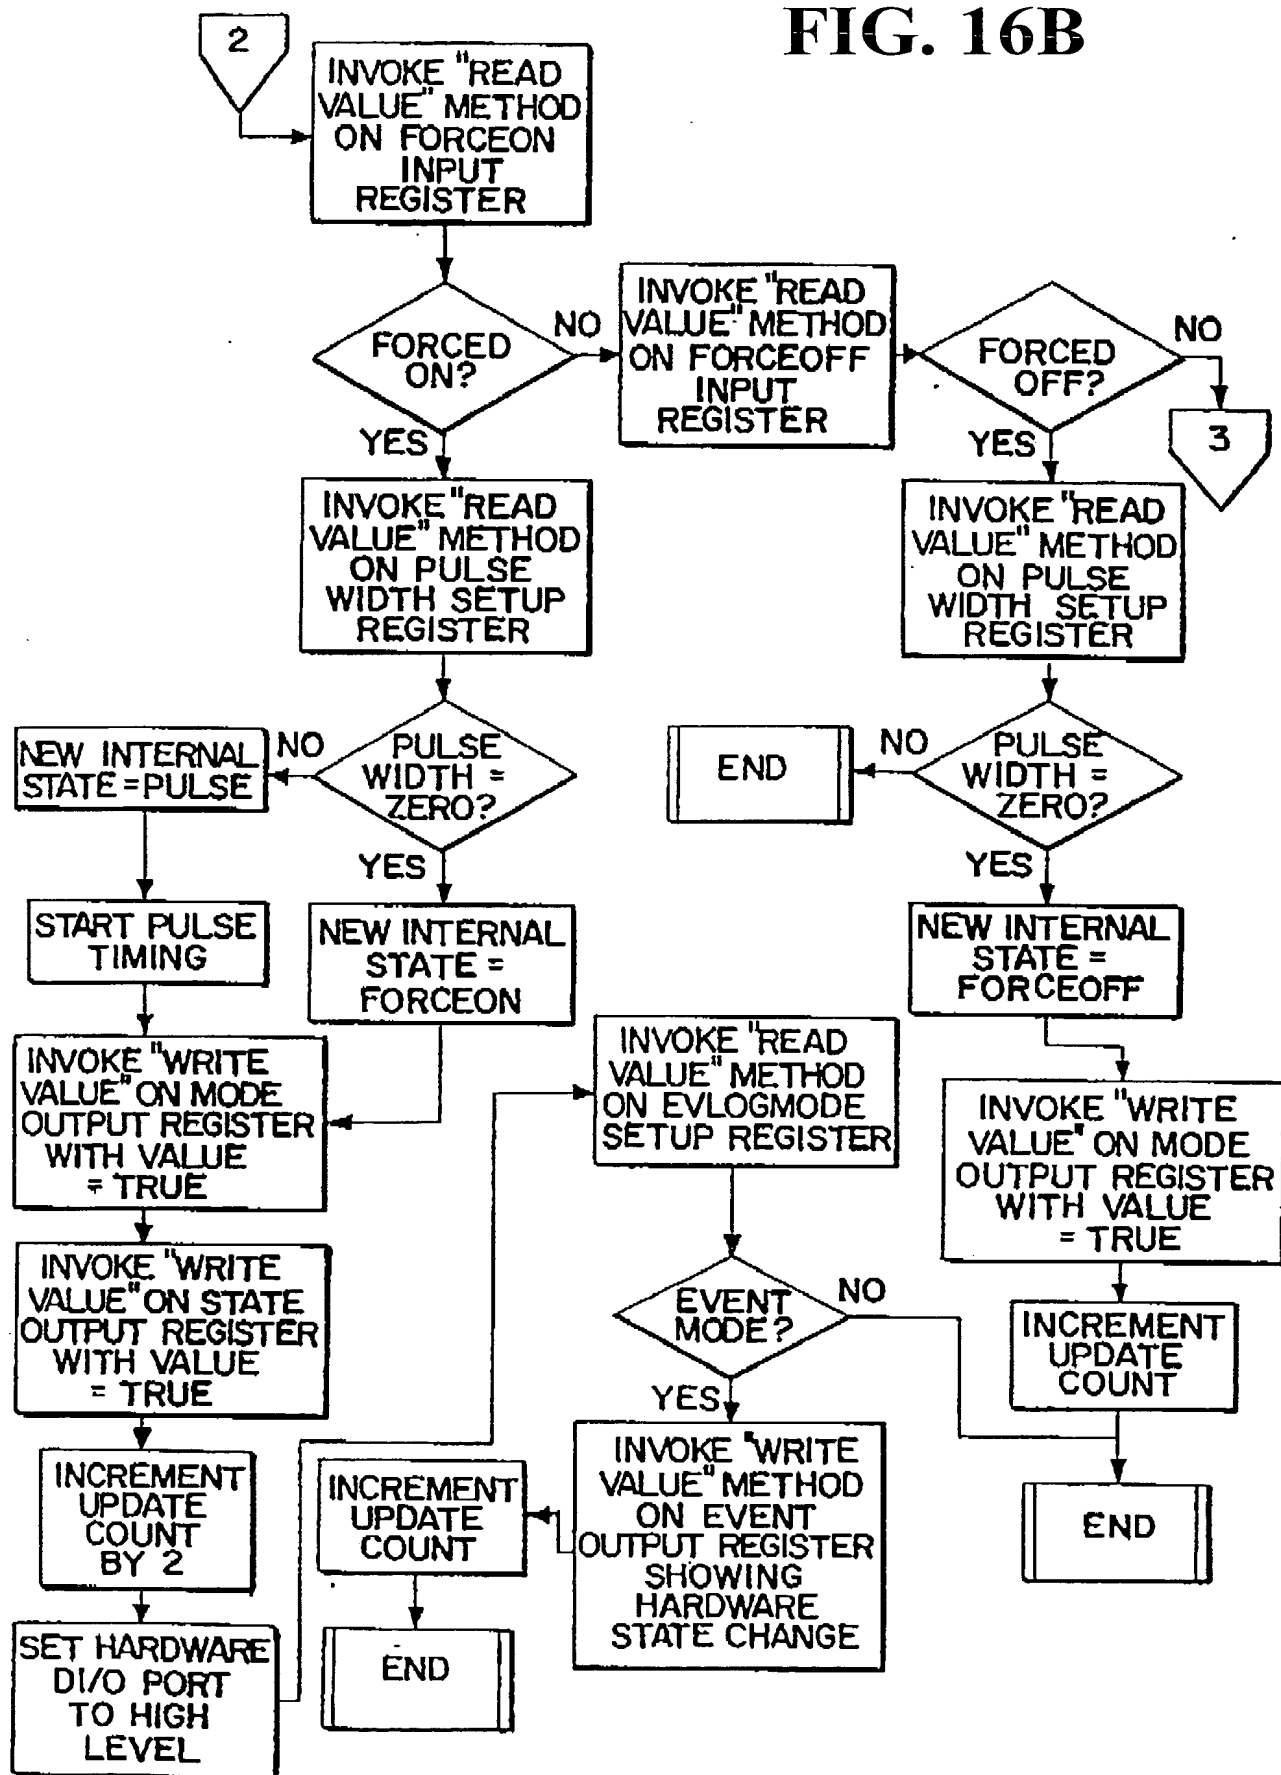 FIG. 16B
2
INVOKE "READ
VALUE" METHOD
ON FORCEON
INPUT
REGISTER
FORCED
ON?
NO
INVOKE "READ
VALUE" METHOD
ON FORCEOFF
INPUT
REGISTER
FORCED
OFF?
NO
3
YES
INVOKE "READ
VALUE" METHOD
ON PULSE
WIDTH SETUP
REGISTER
YES
INVOKE "READ
VALUE" METHOD
ON PULSE
WIDTH SETUP
REGISTER
PULSE
WIDTH =
ZERO?
NO
NEW INTERNAL
STATE = PULSE
YES
PULSE
WIDTH =
ZERO?
NO
END
YES
START PULSE
TIMING
NEW INTERNAL
STATE =
FORCEON
NEW INTERNAL
STATE =
FORCEOFF
INVOKE "WRITE
VALUE" ON MODE
OUTPUT REGISTER
WITH VALUE
= TRUE
INVOKE "READ
VALUE" METHOD
ON EVLOGMODE
SETUP REGISTER
INVOKE "WRITE
VALUE" ON MODE
OUTPUT REGISTER
WITH VALUE
= TRUE
INVOKE "WRITE
VALUE" ON STATE
OUTPUT REGISTER
WITH VALUE
= TRUE
EVENT
MODE?
NO
YES
INCREMENT
UPDATE
COUNT
INCREMENT
UPDATE
COUNT
BY 2
INCREMENT
UPDATE
COUNT
INVOKE "WRITE
VALUE" METHOD
ON EVENT
OUTPUT REGISTER
SHOWING
HARDWARE
STATE CHANGE
END
SET HARDWARE
DI/O PORT
TO HIGH
LEVEL
END